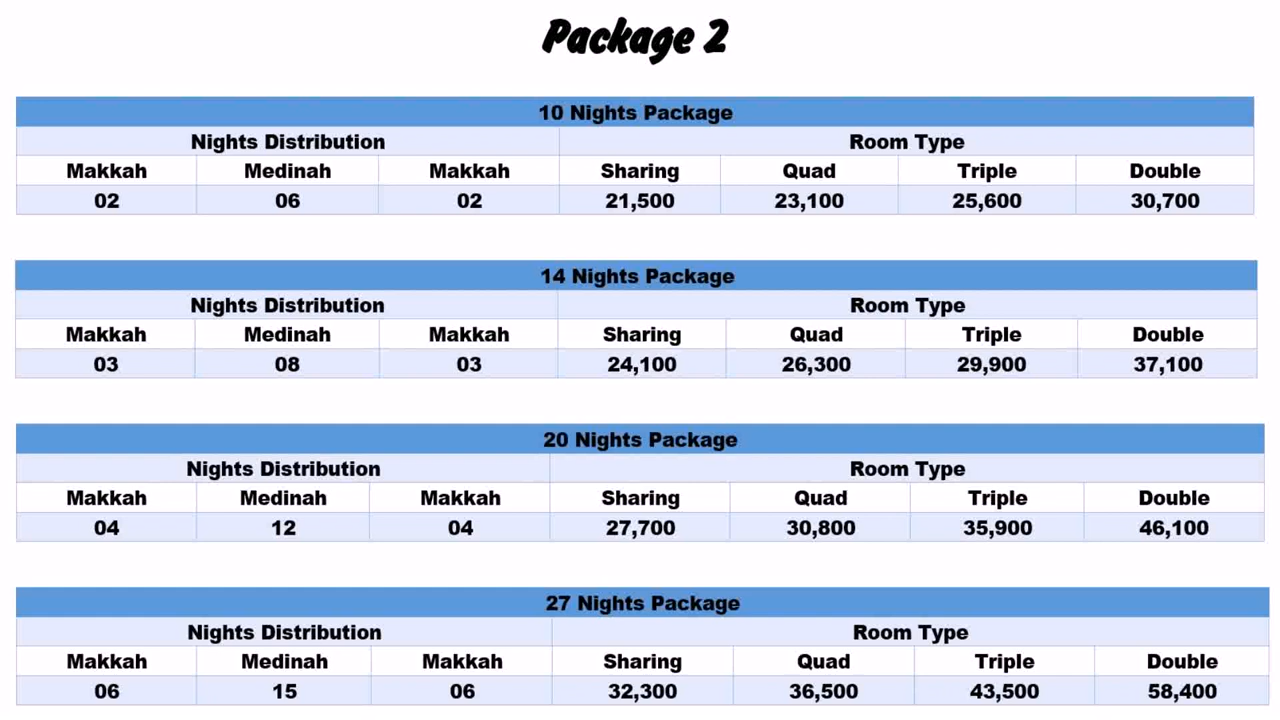 Package 2
10 Nights Package
Nights Distribution Room Type
Makkah Medinah Makkah Sharing Quad Triple Double
02 06 02 21,500 23,100 25,600 30,700
14 Nights Package
Nights Distribution Room Type
Makkah Medinah Makkah Sharing Quad Triple Double
03 08 03 24,100 26,300 29,900 37,100
20 Nights Package
Nights Distribution Room Type
Makkah Medinah Makkah Sharing Quad Triple Double
04 12 04 27,700 30,800 35,900 46,100
27 Nights Package
Nights Distribution Room Type
Makkah Medinah Makkah Sharing Quad Triple Double
06 15 06 32,300 36,500 43,500 58,400